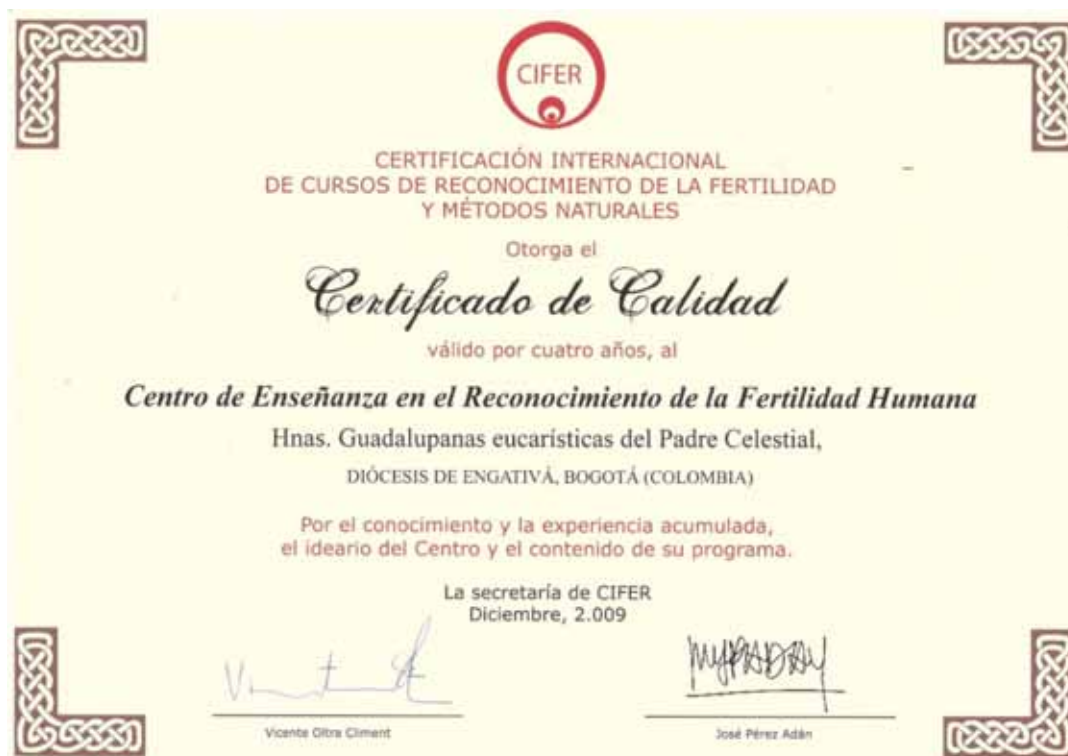 CIFER
CERTIFICACIÓN INTERNACIONAL
DE CURSOS DE RECONOCIMIENTO DE LA FERTILIDAD
Y MÉTODOS NATURALES
Otorga el
Certificado de Calidad
válido por cuatro años, al
Centro de Enseñanza en el Reconocimiento de la Fertilidad Humana
Hnas. Guadalupanas eucarísticas del Padre Celestial,
DIÓCESIS DE ENGATIVÁ, BOGOTÁ (COLOMBIA)
Por el conocimiento y la experiencia acumulada,
el ideario del Centro y el contenido de su programa.
La secretaría de CIFER
Diciembre, 2.009
Vicente Oltra Climent
José Pérez Adán